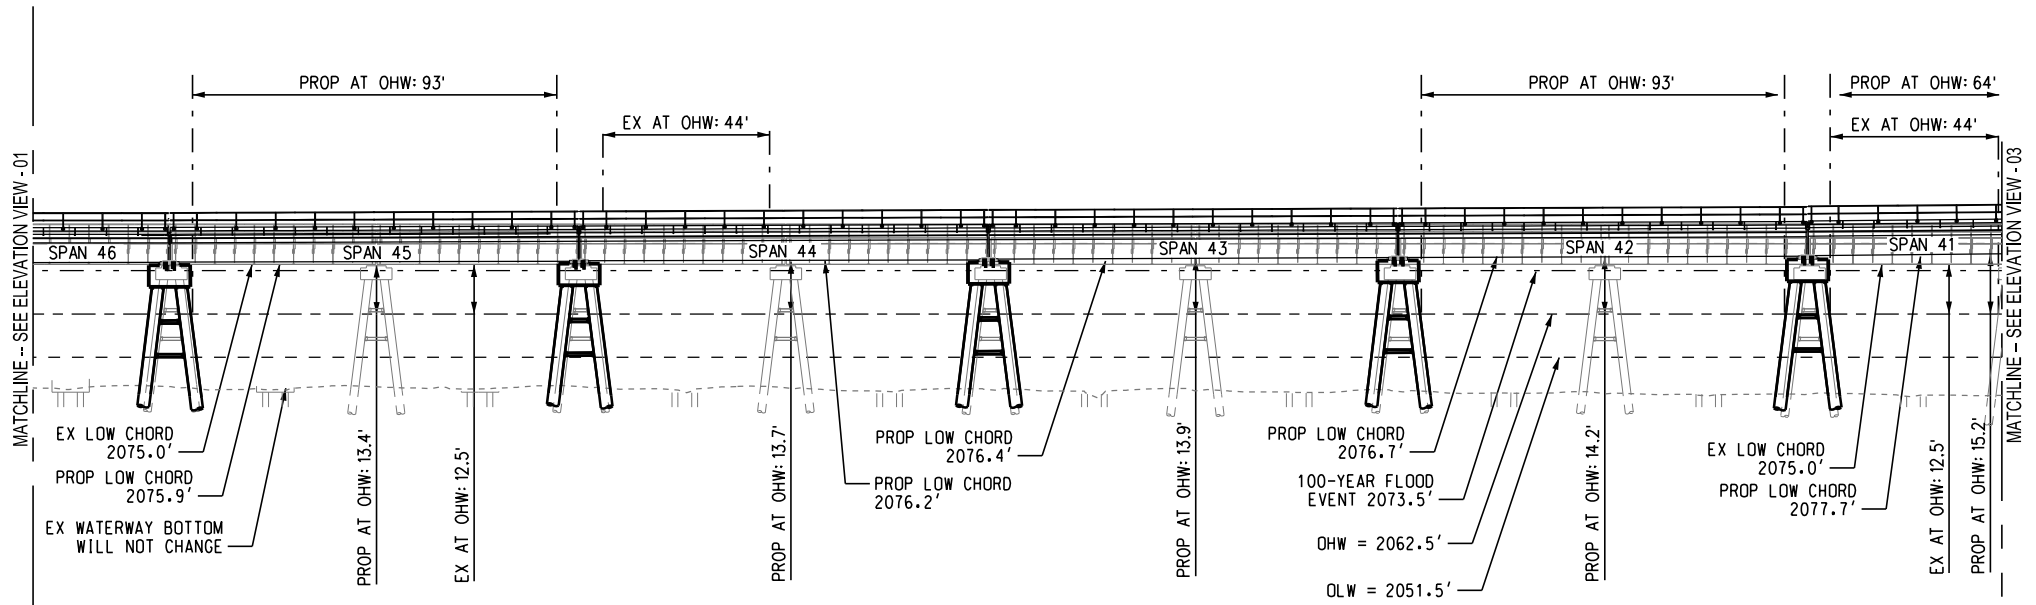 PROP AT OHW: 93'
EX AT OHW: 44'
PROP AT OHW: 93'
PROP AT OHW: 64'
EX AT OHW: 44'
MATCHLINE -- SEE ELEVATION VIEW - 01
SPAN 46
SPAN 45
SPAN 44
SPAN 43
SPAN 42
SPAN 41
MATCHLINE -- SEE ELEVATION VIEW - 03
EX LOW CHORD
2075.0'
PROP LOW CHORD
2075.9'
EX WATERWAY BOTTOM
WILL NOT CHANGE
PROP AT OHW: 13.4'
EX AT OHW: 12.5'
PROP AT OHW: 13.7'
PROP LOW CHORD
2076.4'
PROP LOW CHORD
2076.2'
PROP AT OHW: 13.9'
PROP LOW CHORD
2076.7'
100-YEAR FLOOD
EVENT 2073.5'
OHW = 2062.5'
OLW = 2051.5'
PROP AT OHW: 14.2'
EX LOW CHORD
2075.0'
PROP LOW CHORD
2077.7'
EX AT OHW: 12.5'
PROP AT OHW: 15.2'